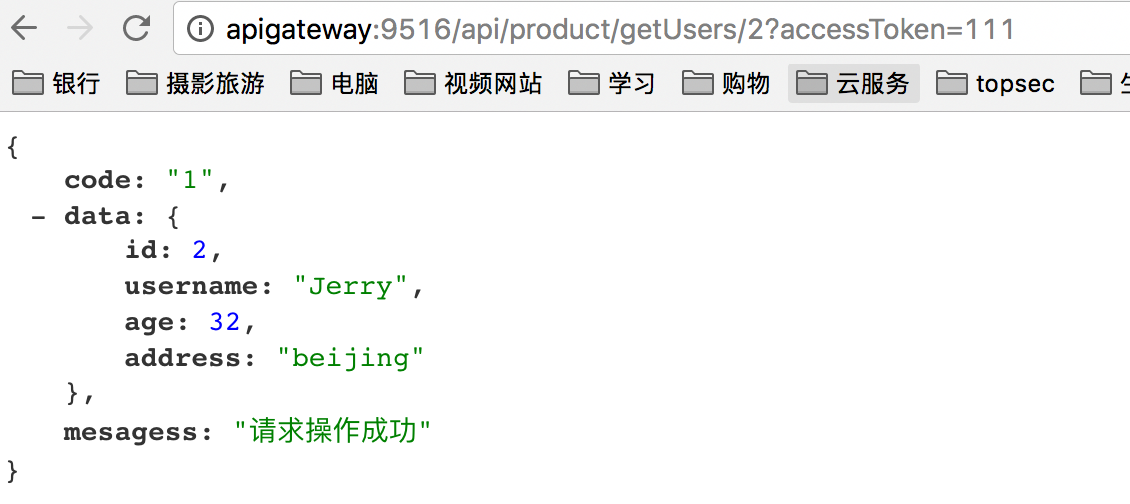 apigateway:9516/api/product/getUsers/2?accessToken=111
银行 摄影旅游 电脑 视频网站 学习 购物 云服务 topsec
{
code: "1",
- data: {
id: 2,
username: "Jerry",
age: 32,
address: "beijing"
},
mesagess: "请求操作成功"
}